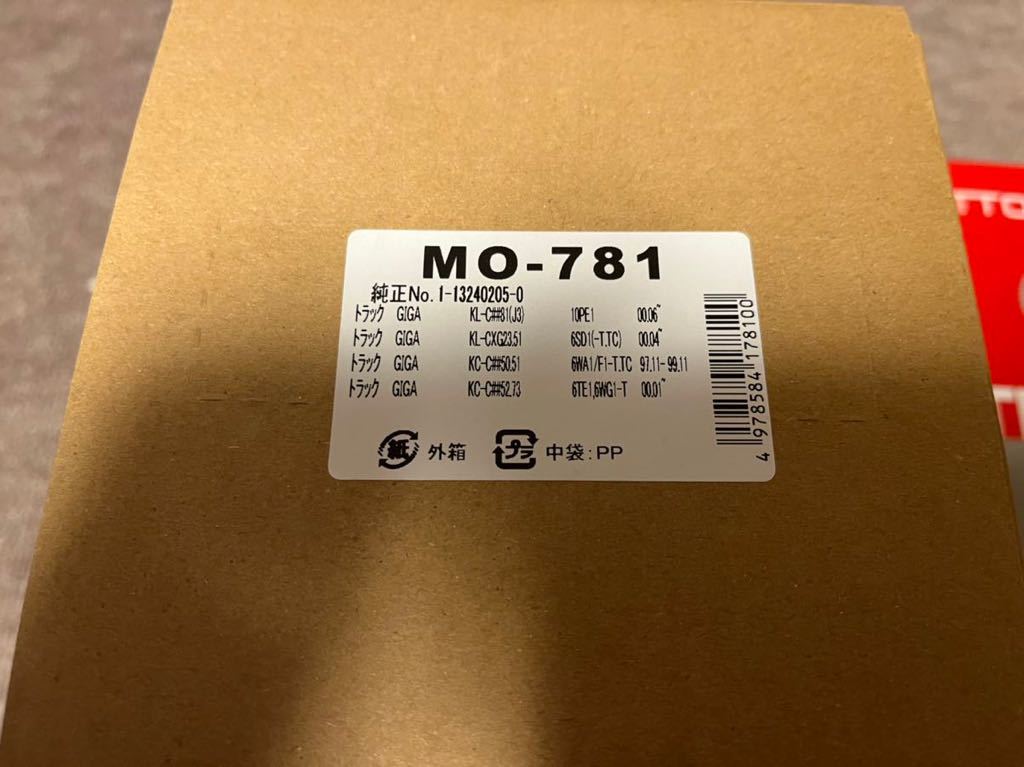 MO-781
純正No. 1-13240205-0
トラック GIGA KL-C##81(J3) 10PE1 00.06~
トラック GIGA KL-CXG23.51 6SD1(-T.TC) 00.04~
トラック GIGA KC-C##50.51 6WA1/F1-T.TC 97.11-99.11
トラック GIGA KC-C##52.73 6TE1,6WG1-T 00.01~
紙 外箱 プラ 中袋:PP
4 978584 178100